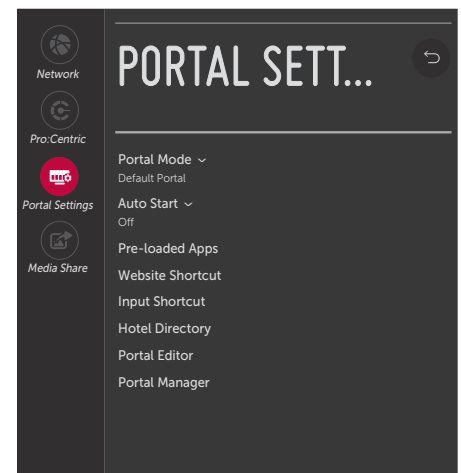 Network
Pro:Centric
Portal Settings
Media Share
PORTAL SETT...
Portal Mode
Default Portal
Auto Start
Off
Pre-loaded Apps
Website Shortcut
Input Shortcut
Hotel Directory
Portal Editor
Portal Manager